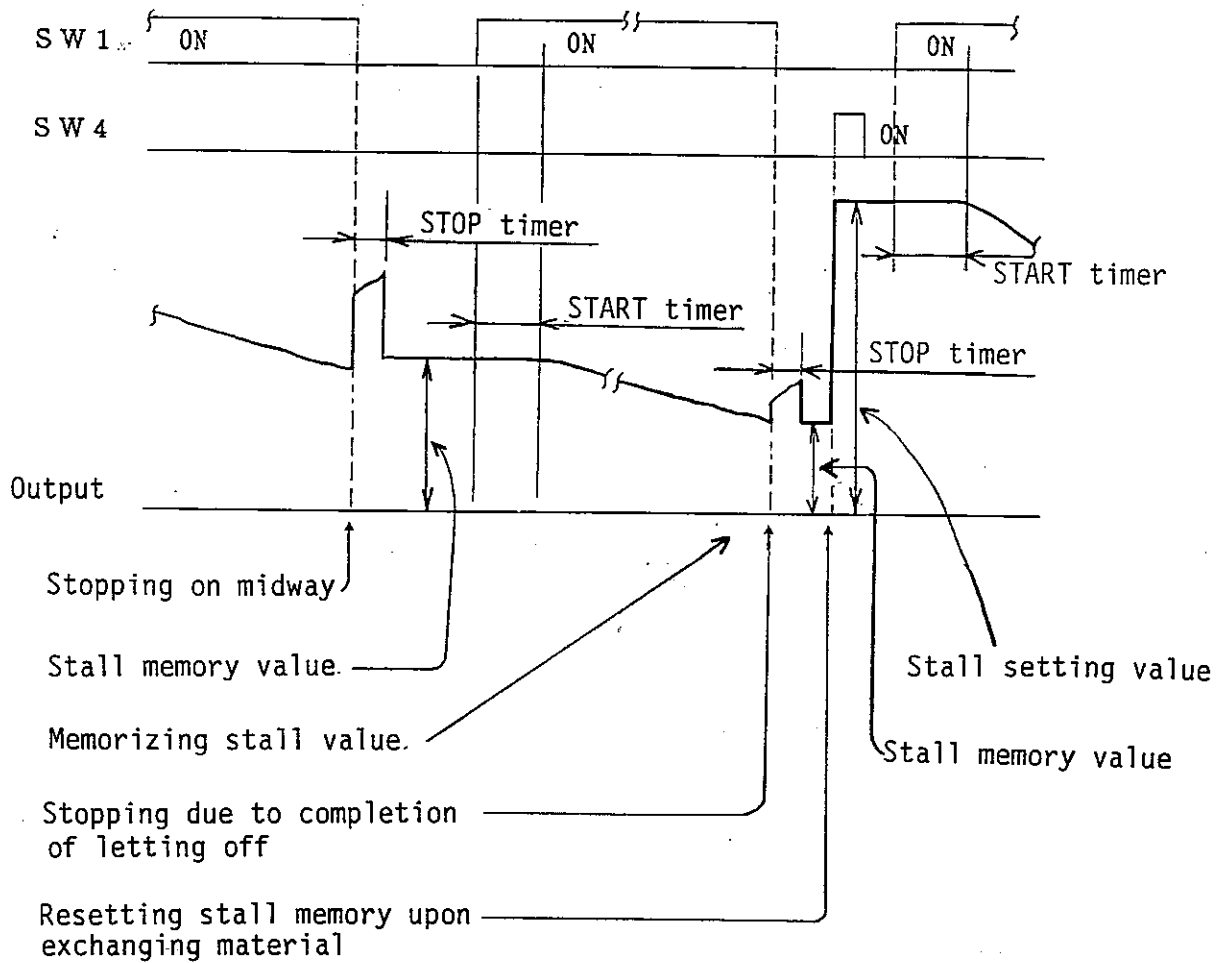 SW1
ON
ON
ON
SW4
ON
STOP timer
START timer
START timer
STOP timer
Output
Stopping on midway
Stall memory value.
Stall setting value
Memorizing stall value.
Stall memory value
Stopping due to completion
of letting off
Resetting stall memory upon
exchanging material